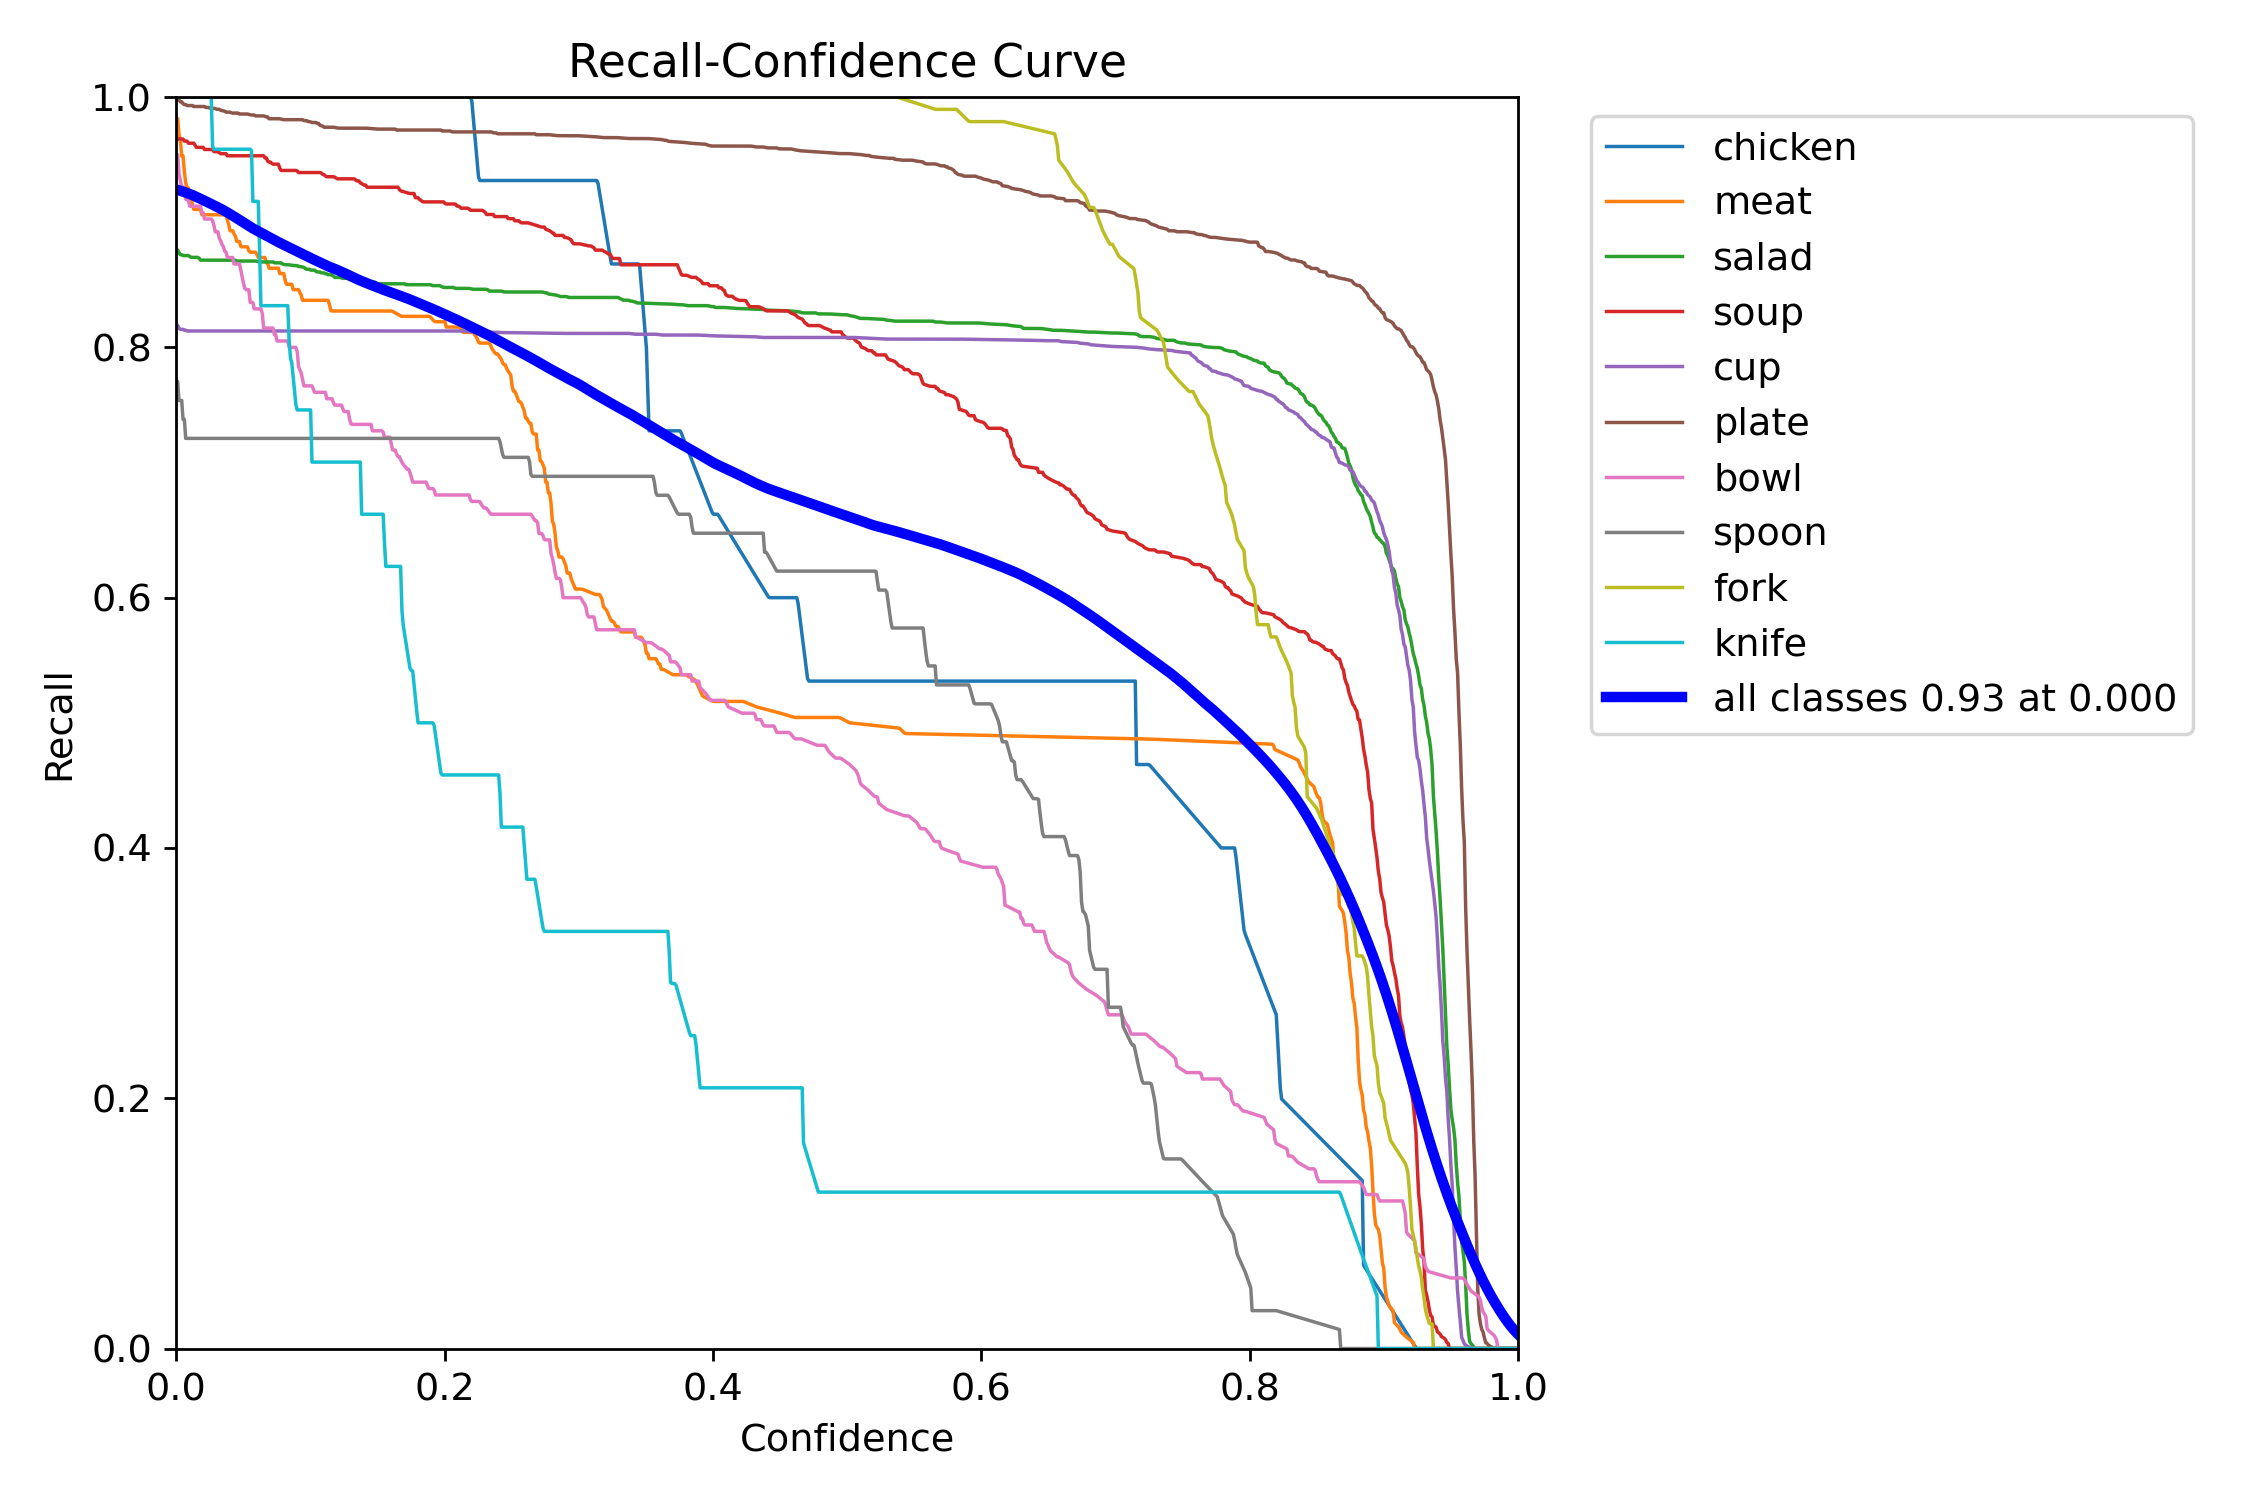 Recall-Confidence Curve
1.0
0.8
0.6
0.4
0.2
0.0
Recall
0.0 0.2 0.4 0.6 0.8 1.0
Confidence
chicken
meat
salad
soup
cup
plate
bowl
spoon
fork
knife
all classes 0.93 at 0.000